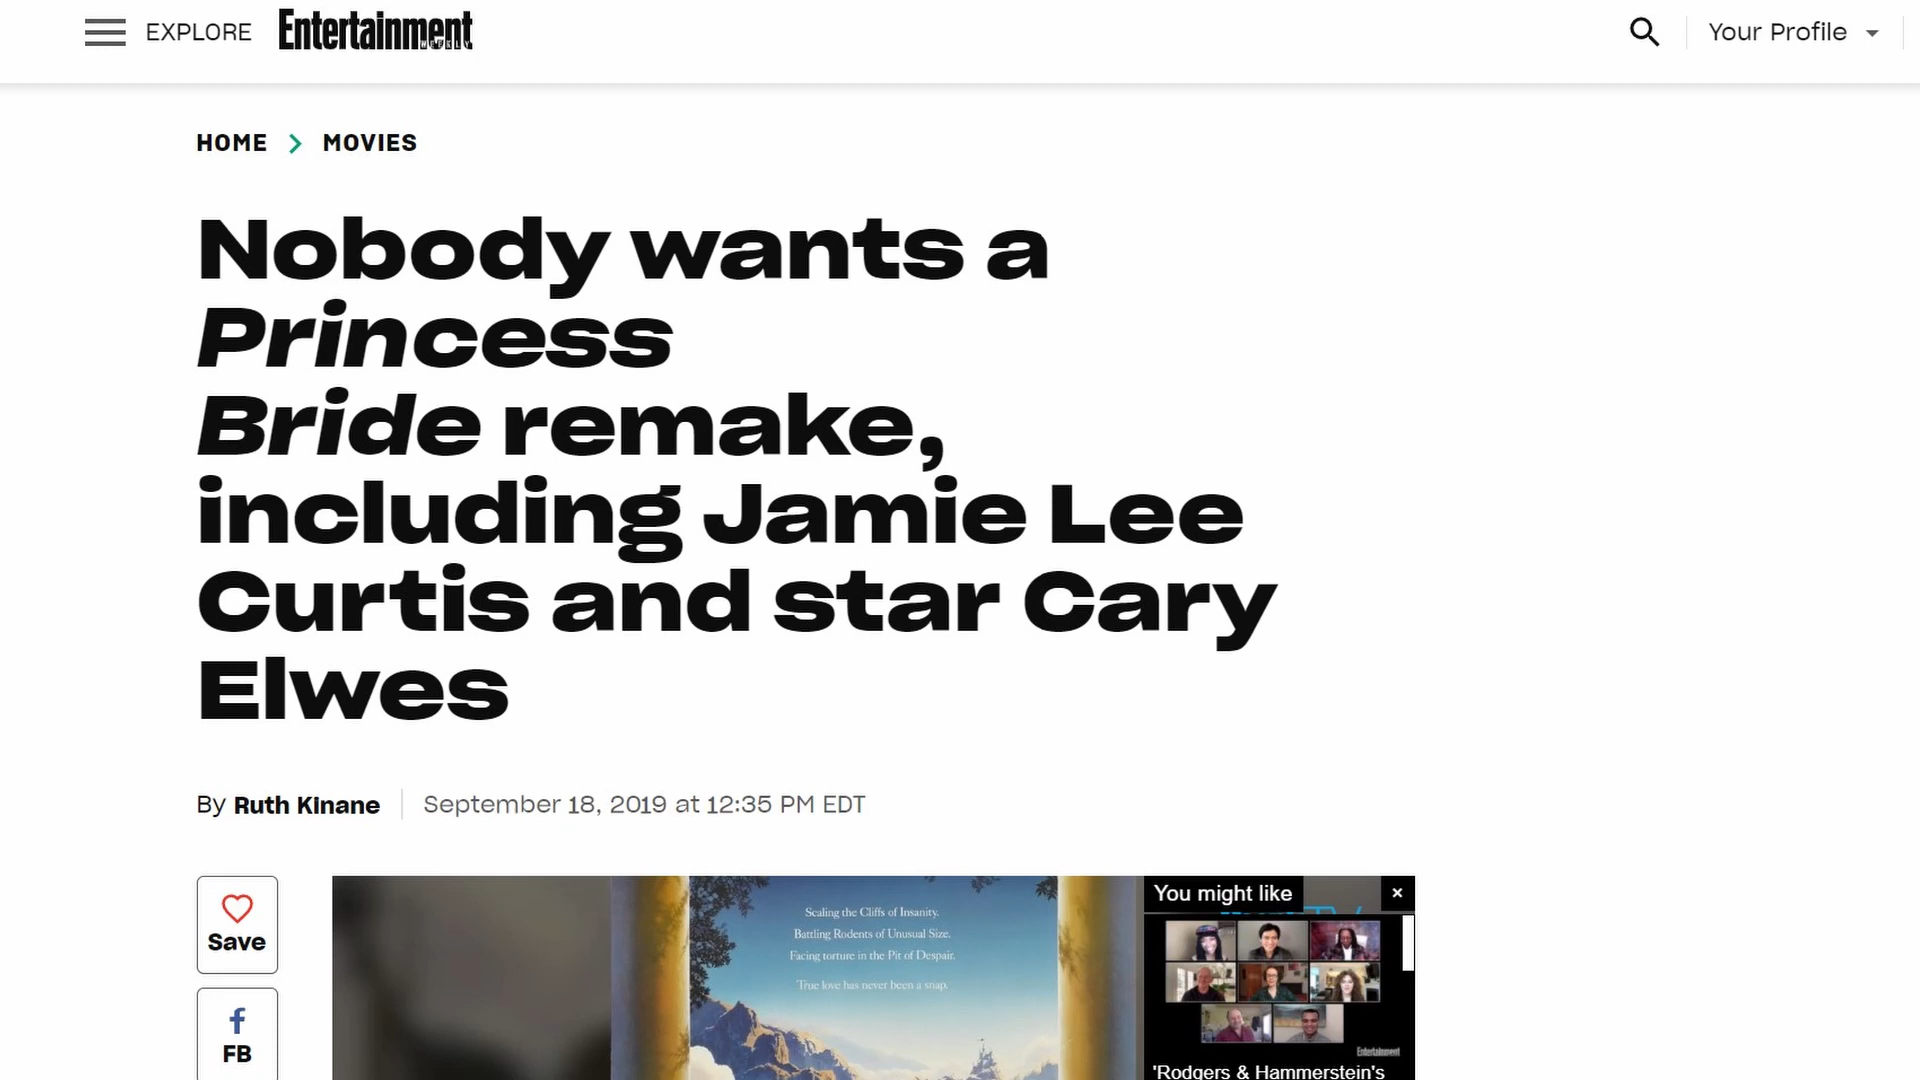 EXPLORE
Entertainment
WEEKLY
Your Profile
HOME
MOVIES
Nobody wants a
Princess
Bride remake,
including Jamie Lee
Curtis and star Cary
Elwes
By Ruth Kinane
September 18, 2019 at 12:35 PM EDT
Save
FB
Scaling the Cliffs of Insanity.
Battling Rodents of Unusual Size.
Facing torture in the Pit of Despair.
True love has never been a snap.
You might like
×
Entertainment
'Rodgers & Hammerstein's